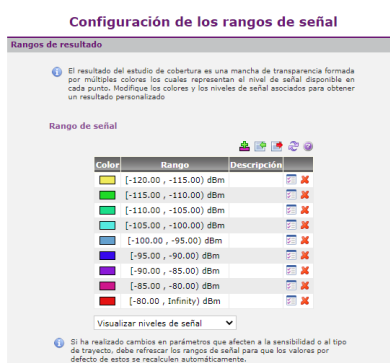 Configuración de los rangos de señal
Rangos de resultado
El resultado del estudio de cobertura es una mancha de transparencia formada
por múltiples colores los cuales representan el nivel de señal disponible en
cada punto. Modifique los colores y los niveles de señal asociados para obtener
un resultado personalizado
Rango de señal
Color Rango Descripción
[-120.00 , -115.00) dBm
[-115.00 , -110.00) dBm
[-110.00 , -105.00) dBm
[-105.00 , -100.00) dBm
[-100.00 , -95.00) dBm
[-95.00 , -90.00) dBm
[-90.00 , -85.00) dBm
[-85.00 , -80.00) dBm
[-80.00 , Infinity) dBm
Visualizar niveles de señal
Si ha realizado cambios en parámetros que afecten a la sensibilidad o al tipo
de trayecto, debe refrescar los rangos de señal para que los valores por
defecto de estos se recalculen automáticamente.